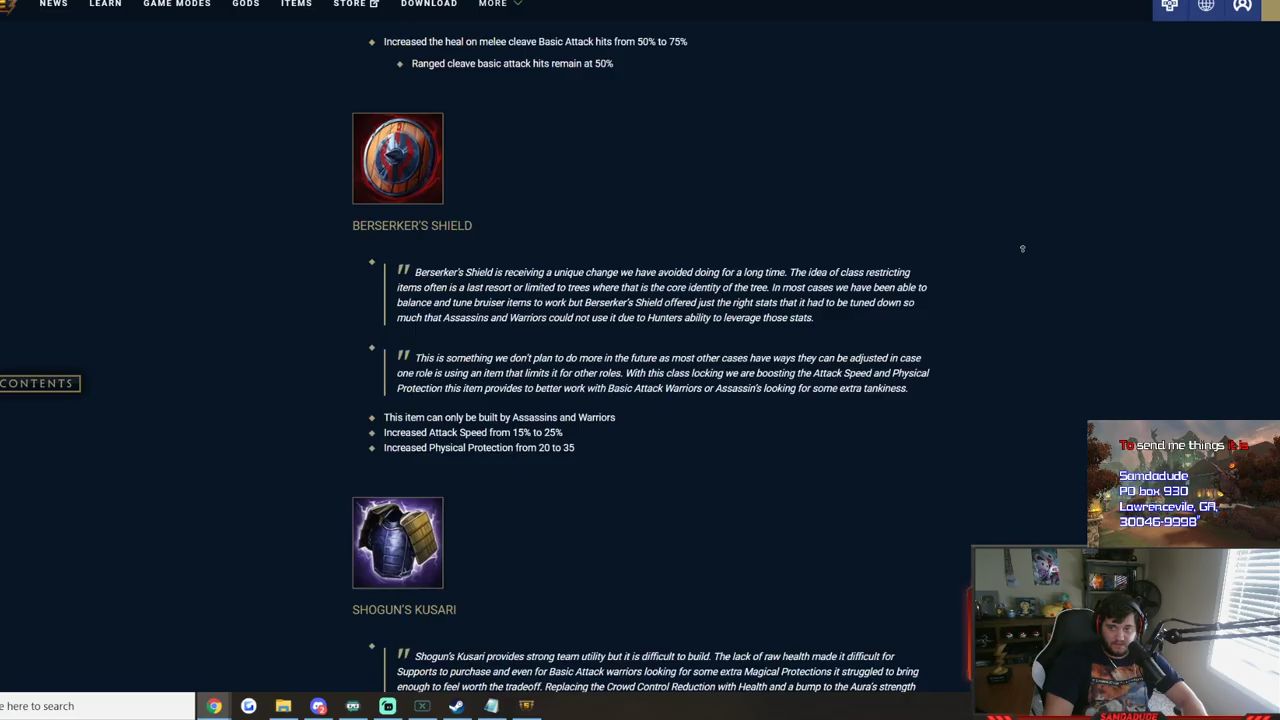 NEWS LEARN GAME MODES GODS ITEMS STORE DOWNLOAD MORE
Increased the heal on melee cleave Basic Attack hits from 50% to 75%
Ranged cleave basic attack hits remain at 50%
BERSERKER'S SHIELD
" Berserker's Shield is receiving a unique change we have avoided doing for a long time. The idea of class restricting
items often is a last resort or limited to trees where that is the core identity of the tree. In most cases we have been able to
balance and tune bruiser items to work but Berserker's Shield offered just the right stats that it had to be tuned down so
much that Assassins and Warriors could not use it due to Hunters ability to leverage those stats.
" This is something we don't plan to do more in the future as most other cases have ways they can be adjusted in case
one role is using an item that limits it for other roles. With this class locking we are boosting the Attack Speed and Physical
Protection this item provides to better work with Basic Attack Warriors or Assassin's looking for some extra tankiness.
CONTENTS
This item can only be built by Assassins and Warriors
Increased Attack Speed from 15% to 25%
Increased Physical Protection from 20 to 35
To send me things it is
Samdadude
PO box 930
Lawrencevile, GA,
30046-9998"
SHOGUN'S KUSARI
" Shogun's Kusari provides strong team utility but it is difficult to build. The lack of raw health made it difficult for
Supports to purchase and even for Basic Attack warriors looking for some extra Magical Protections it struggled to bring
enough to feel worth the tradeoff. Replacing the Crowd Control Reduction with Health and a bump to the Aura's strength
e here to search
SAMDADUDE